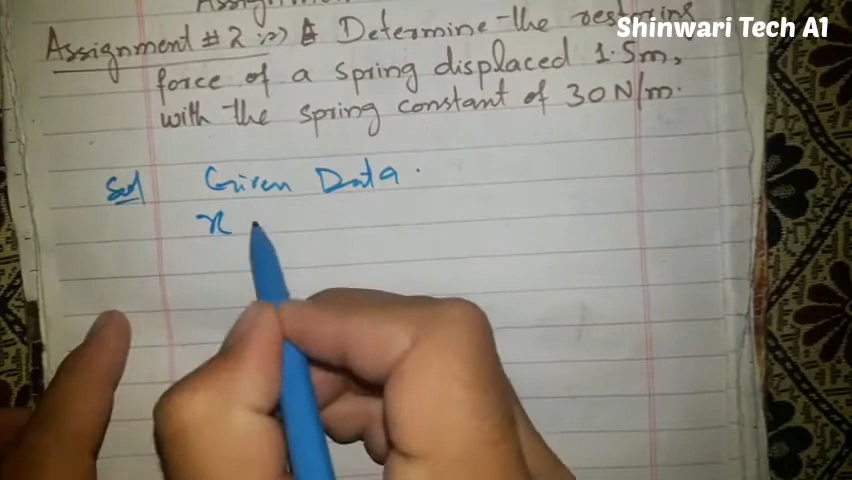 Assignment
Shinwari Tech A1
Assignment # 2 :=> Determine the restoring
force of a spring displaced 1.5m,
with the spring constant of 30 N/m.
Sol Given Data.
x